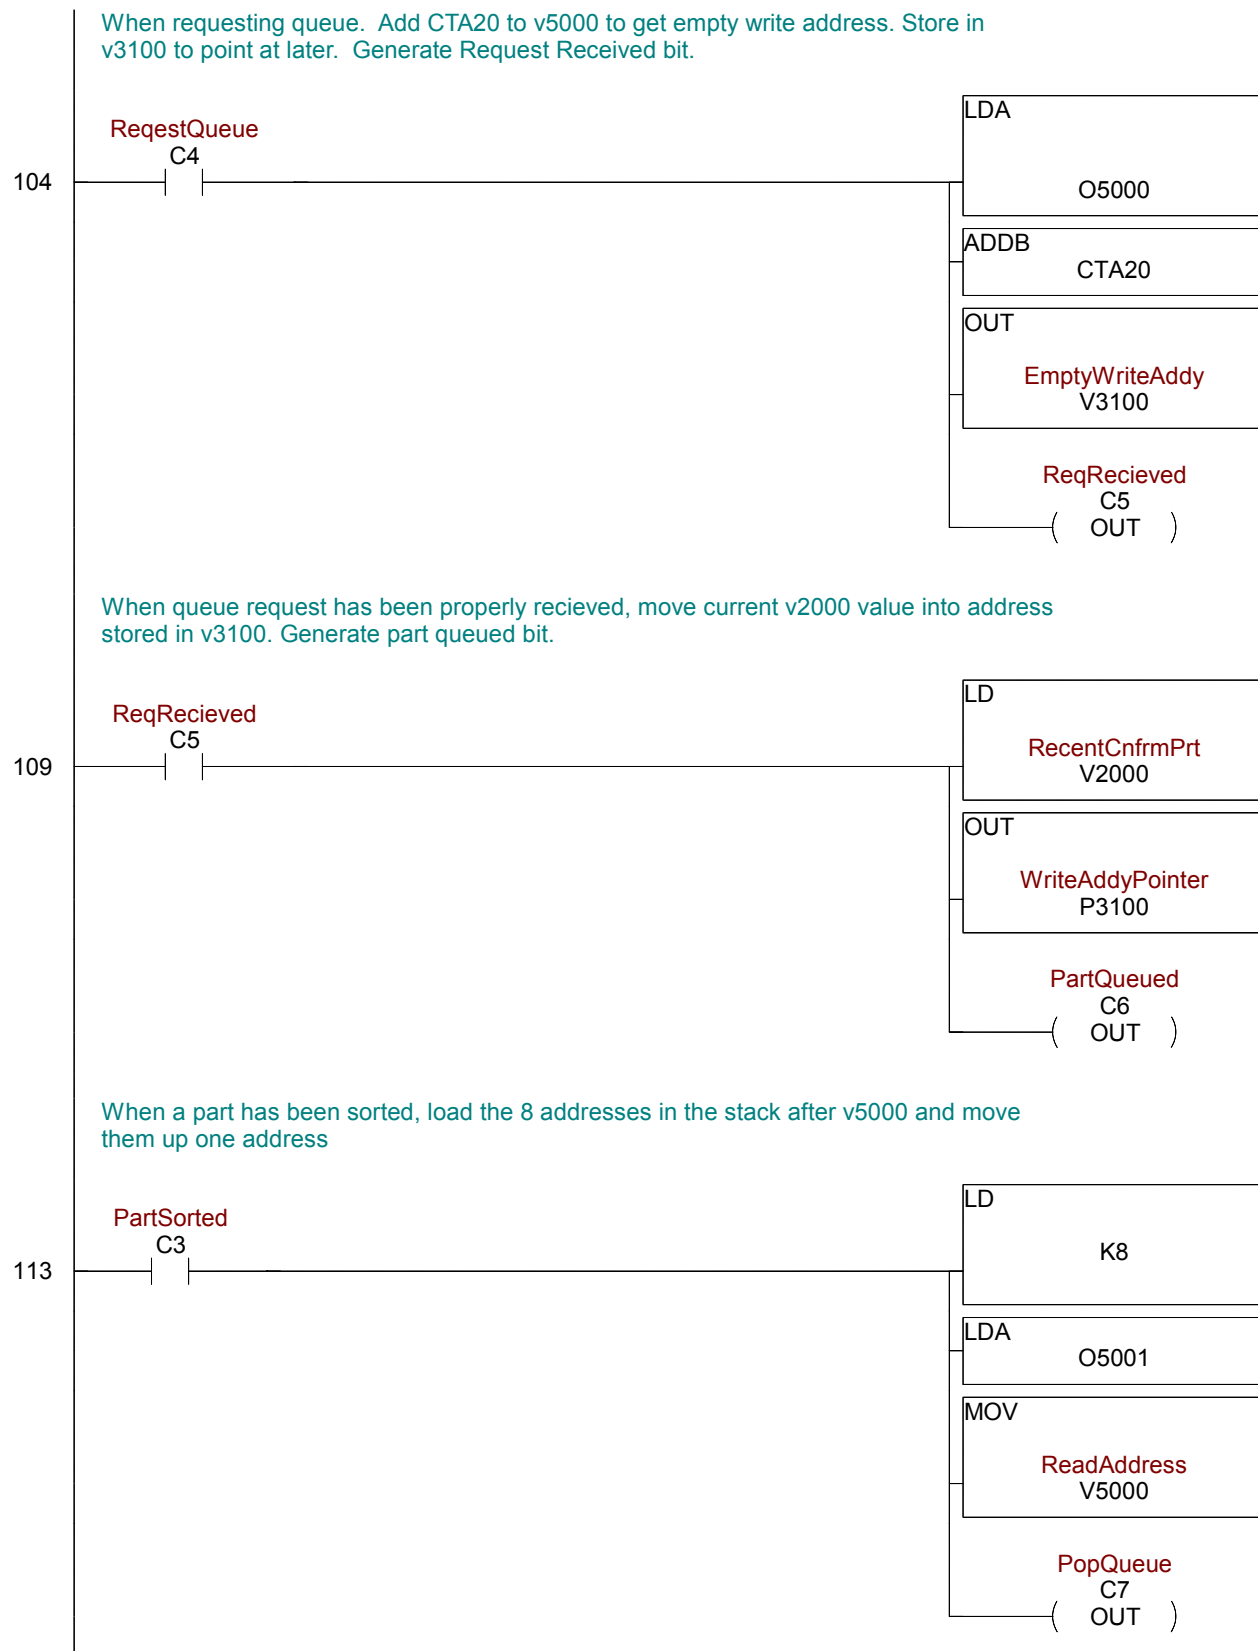 When requesting queue.  Add CTA20 to v5000 to get empty write address. Store in
v3100 to point at later.  Generate Request Received bit.
LDA
ReqestQueue
C4
104
O5000
ADDB
CTA20
OUT
EmptyWriteAddy
V3100
ReqRecieved
C5
( OUT )
When queue request has been properly recieved, move current v2000 value into address
stored in v3100. Generate part queued bit.
LD
ReqRecieved
C5
RecentCnfrmPrt
109
V2000
OUT
WriteAddyPointer
P3100
PartQueued
C6
( OUT )
When a part has been sorted, load the 8 addresses in the stack after v5000 and move
them up one address
LD
PartSorted
C3
K8
113
LDA
O5001
MOV
ReadAddress
V5000
PopQueue
C7
( OUT )